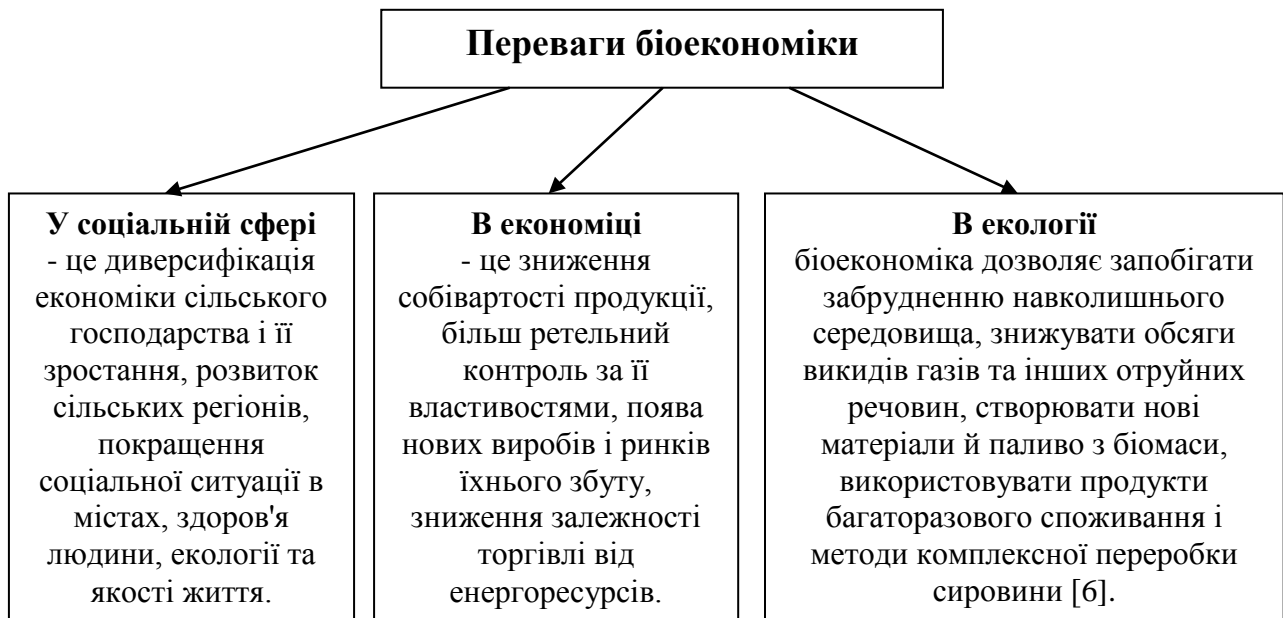 Переваги біоекономіки
У соціальній сфері
- це диверсифікація
економіки сільського
господарства і її
зростання, розвиток
сільських регіонів,
покращення
соціальної ситуації в
містах, здоров'я
людини, екології та
якості життя.
В економіці
- це зниження
собівартості продукції,
більш ретельний
контроль за її
властивостями, поява
нових виробів і ринків
їхнього збуту,
зниження залежності
торгівлі від
енергоресурсів.
В екології
біоекономіка дозволяє запобігати
забрудненню навколишнього
середовища, знижувати обсяги
викидів газів та інших отруйних
речовин, створювати нові
матеріали й паливо з біомаси,
використовувати продукти
багаторазового споживання і
методи комплексної переробки
сировини [6].